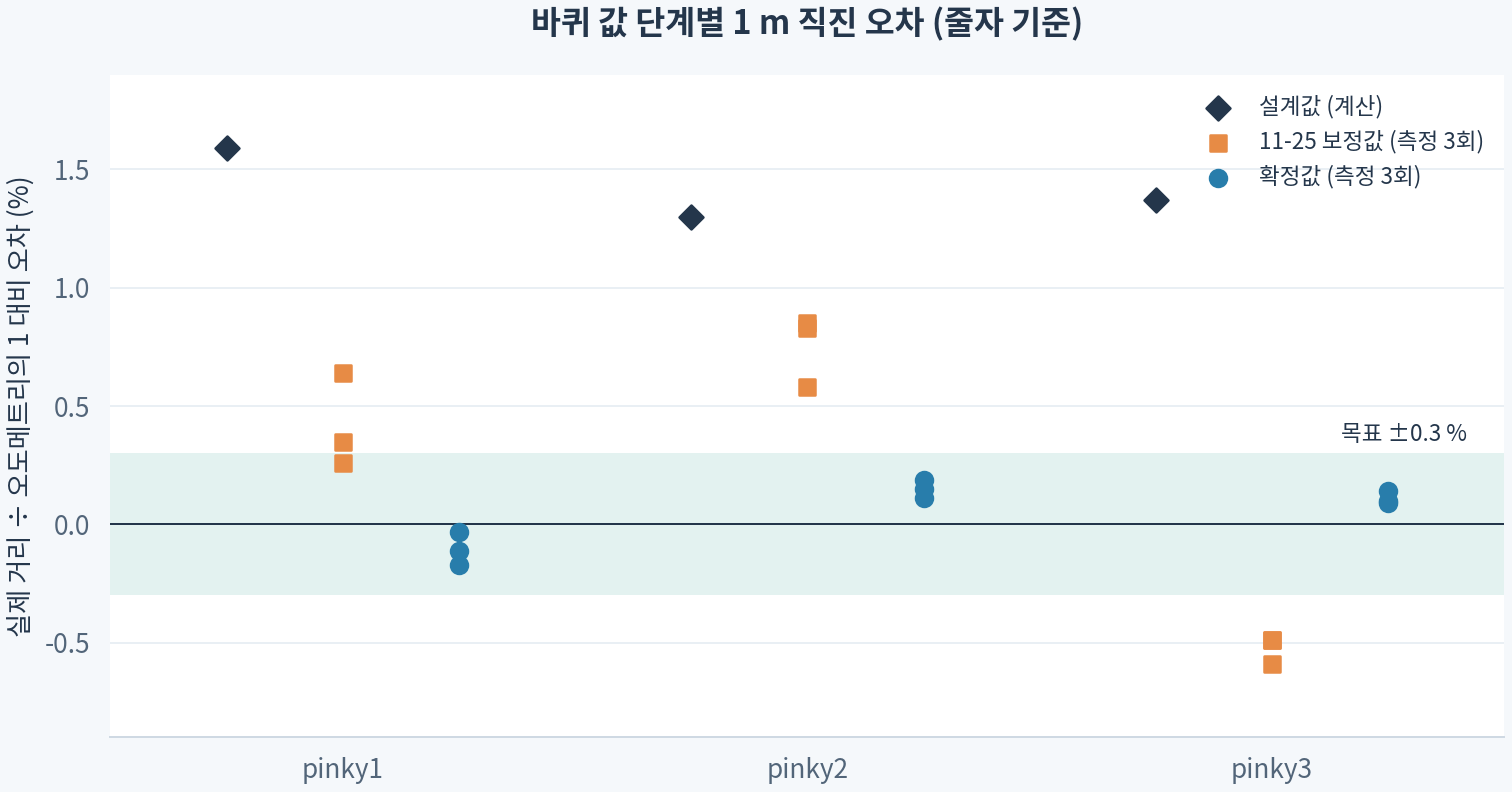 바퀴 값 단계별 1 m 직진 오차 (줄자 기준)
실제 거리 ÷ 오도메트리의 1 대비 오차 (%)
1.5
1.0
0.5
0.0
-0.5
설계값 (계산)
11-25 보정값 (측정 3회)
확정값 (측정 3회)
목표 ±0.3 %
pinky1
pinky2
pinky3